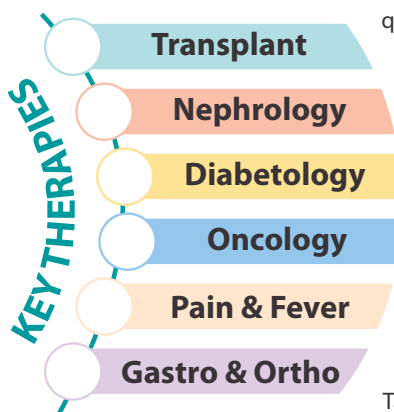 q
KEY THERAPIES
Transplant
Nephrology
Diabetology
Oncology
Pain & Fever
Gastro & Ortho